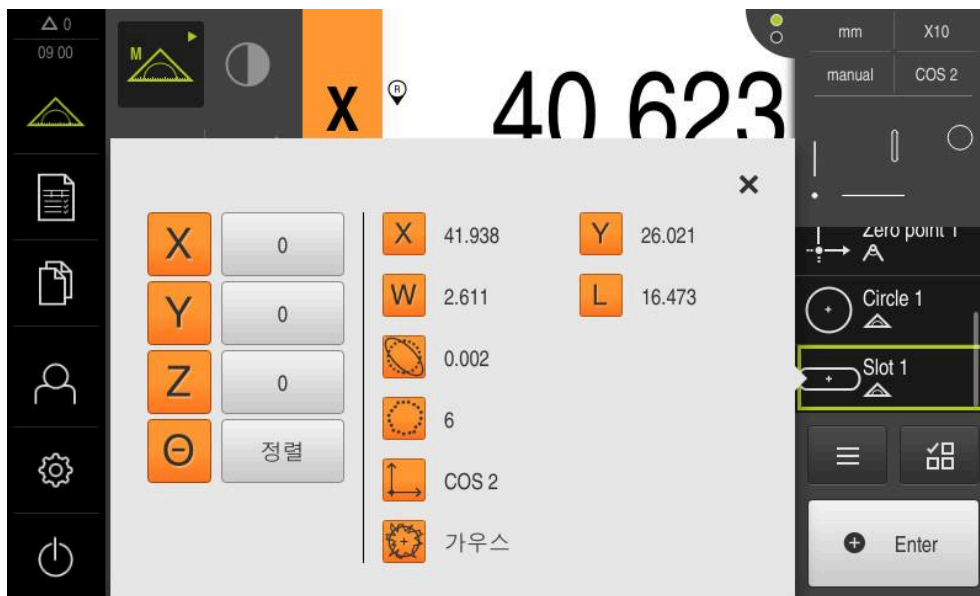 0
09 00
M
X
R
40.623
mm
X10
manual
COS 2
X
0
Y
0
Z
0
Θ
정렬
X
41.938
Y
26.021
W
2.611
L
16.473
0.002
6
COS 2
가우스
Zero point 1
Circle 1
Slot 1
Enter